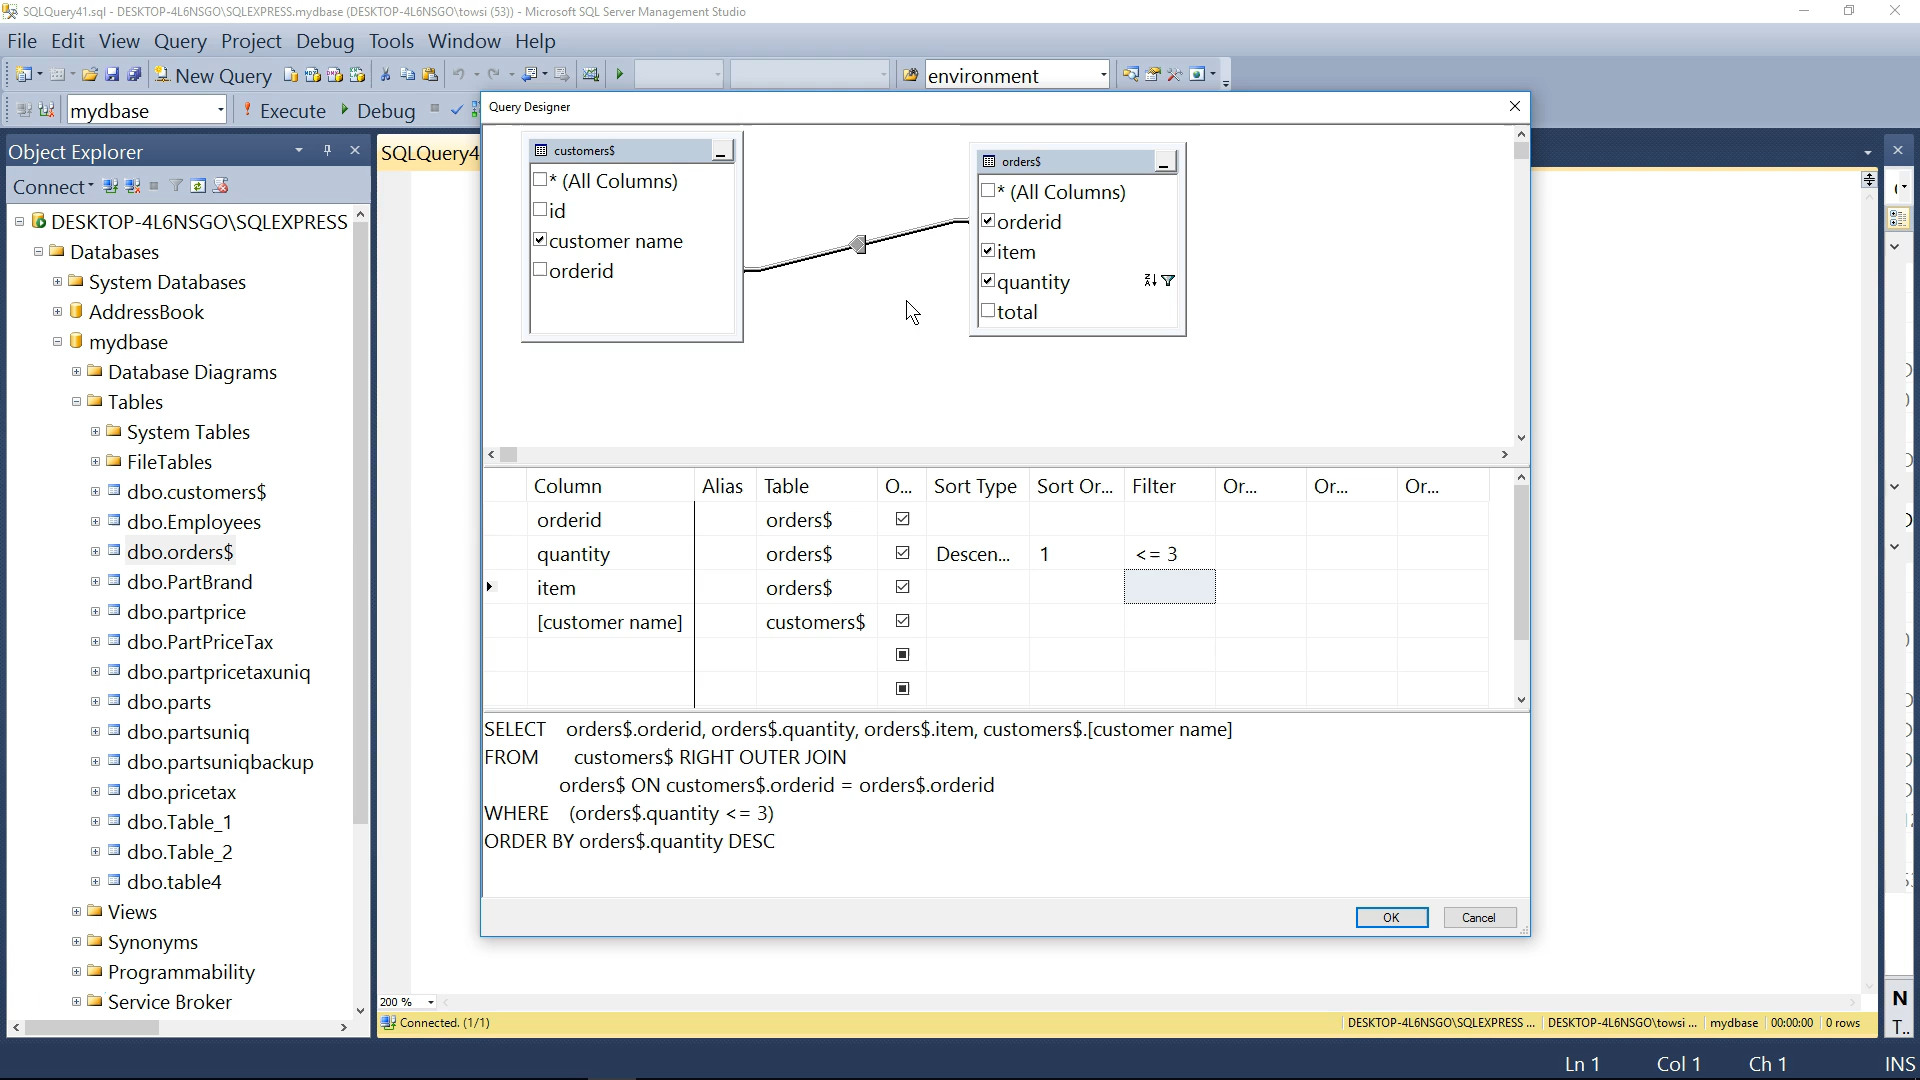 SQLQuery41.sql - DESKTOP-4L6NSGO\SQLEXPRESS.mydbase (DESKTOP-4L6NSGO\towsi (53)) - Microsoft SQL Server Management Studio
File Edit View Query Project Debug Tools Window Help
New Query environment
mydbase Execute Debug
Query Designer
Object Explorer
SQLQuery4
Connect
DESKTOP-4L6NSGO\SQLEXPRESS
Databases
System Databases
AddressBook
mydbase
Database Diagrams
Tables
System Tables
FileTables
dbo.customers$
dbo.Employees
dbo.orders$
dbo.PartBrand
dbo.partprice
dbo.PartPriceTax
dbo.partpricetaxuniq
dbo.parts
dbo.partsuniq
dbo.partsuniqbackup
dbo.pricetax
dbo.Table_1
dbo.Table_2
dbo.table4
Views
Synonyms
Programmability
Service Broker
customers$
* (All Columns)
id
customer name
orderid
orders$
* (All Columns)
orderid
item
quantity
total
Column Alias Table O... Sort Type Sort Or... Filter Or... Or... Or...
orderid orders$
quantity orders$ Descen... 1 <= 3
item orders$
[customer name] customers$
SELECT orders$.orderid, orders$.quantity, orders$.item, customers$.[customer name]
FROM customers$ RIGHT OUTER JOIN
orders$ ON customers$.orderid = orders$.orderid
WHERE (orders$.quantity <= 3)
ORDER BY orders$.quantity DESC
OK Cancel
200 %
Connected. (1/1) DESKTOP-4L6NSGO\SQLEXPRESS ... DESKTOP-4L6NSGO\towsi ... mydbase 00:00:00 0 rows
N
T..
Ln 1 Col 1 Ch 1 INS